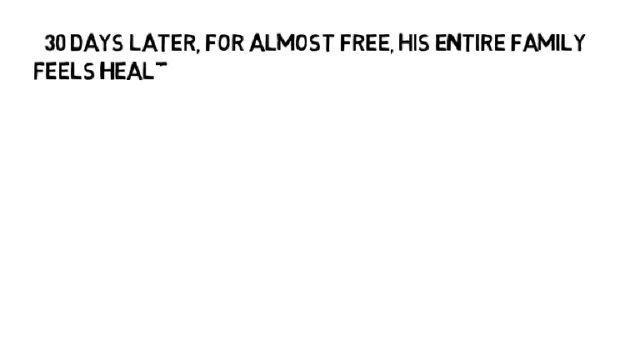 30 DAYS LATER, FOR ALMOST FREE, HIS ENTIRE FAMILY
FEELS HEAL